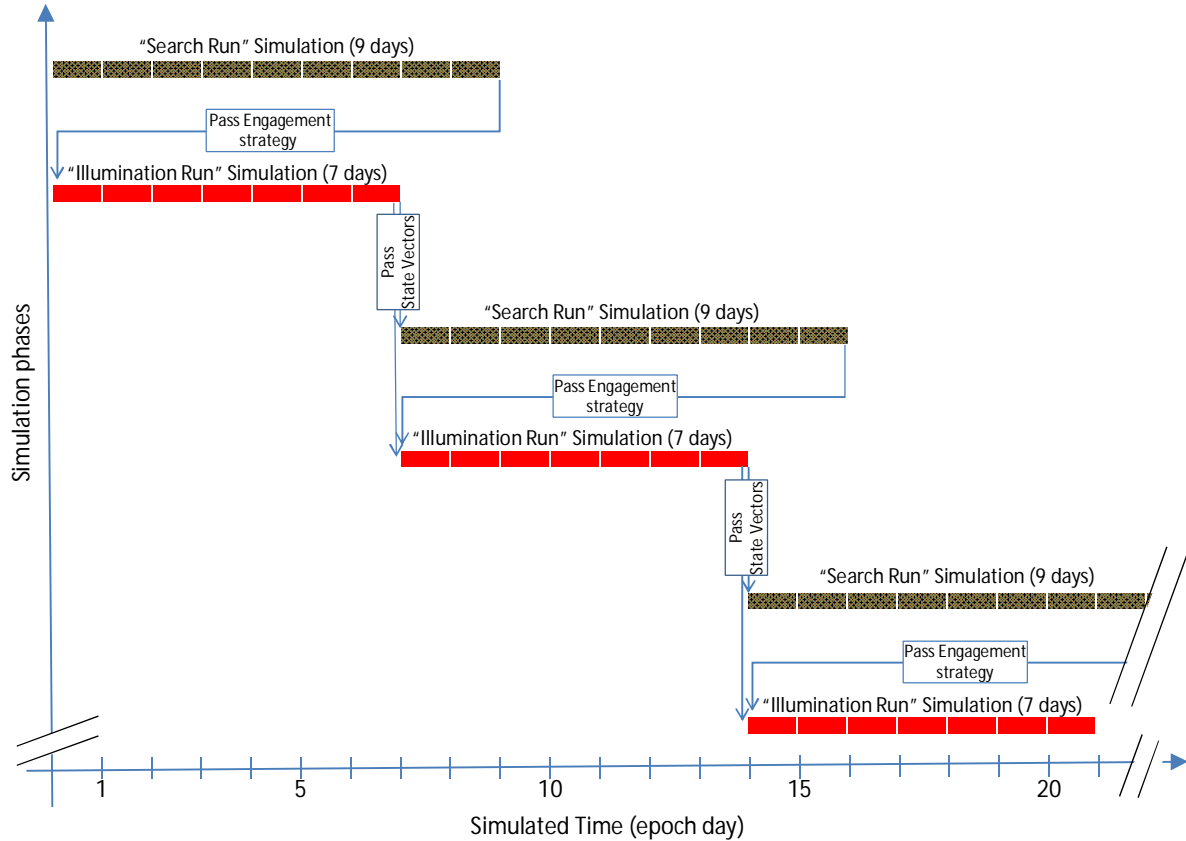 “Search Run” Simulation (9 days)
Pass Engagement
strategy
“Illumination Run” Simulation (7 days)
Pass
State Vectors
“Search Run” Simulation (9 days)
Pass Engagement
strategy
“Illumination Run” Simulation (7 days)
Pass
State Vectors
“Search Run” Simulation (9 days)
Pass Engagement
strategy
“Illumination Run” Simulation (7 days)
Simulation phases
1 5 10 15 20
Simulated Time (epoch day)